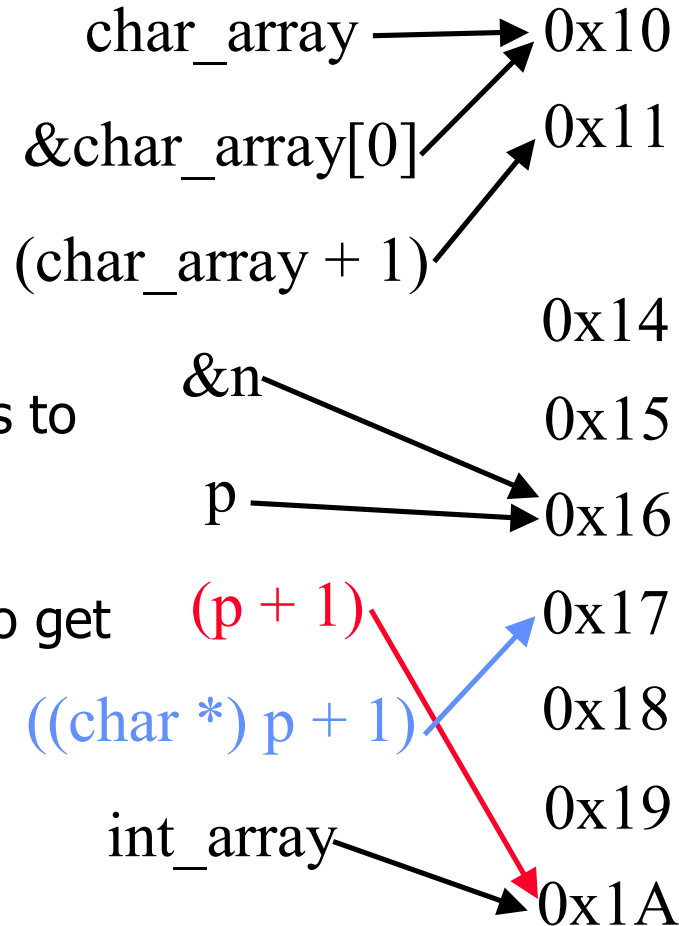 char_array 0x10
&char_array[0] 0x11
(char_array + 1)
0x14
&n
to 0x15
p 0x16
get (p + 1) 0x17
((char *) p + 1) 0x18
0x19
int_array
0x1A